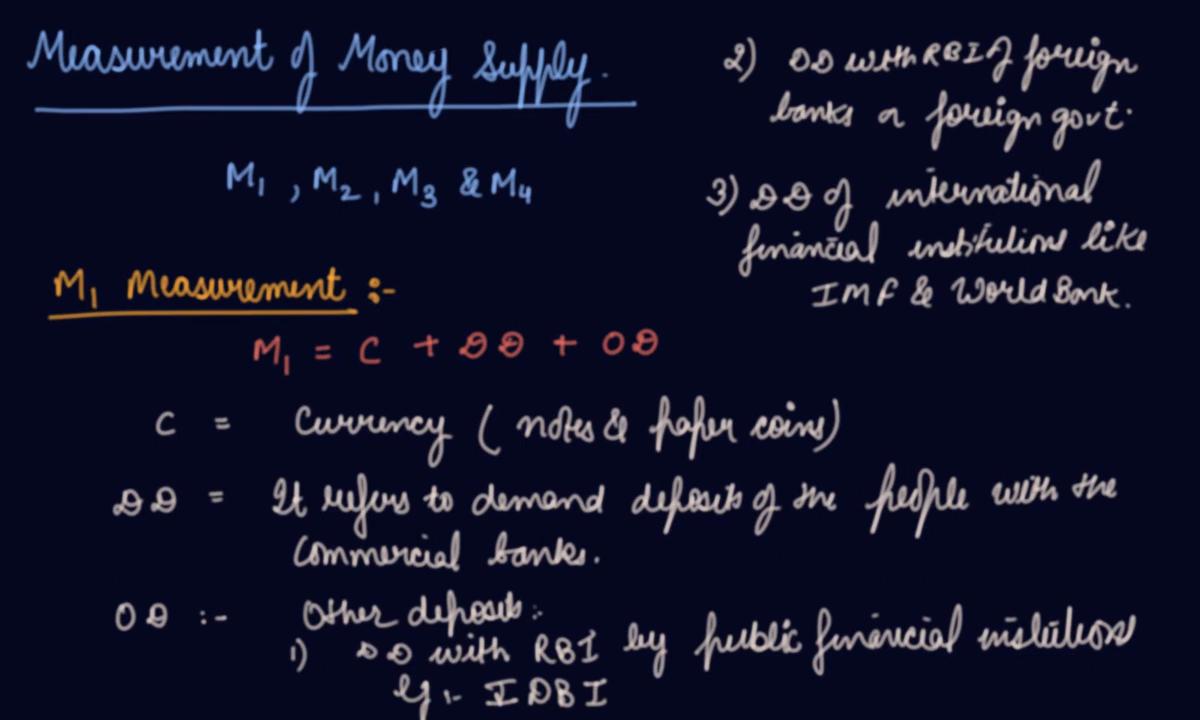 Measurement of Money Supply.
M1, M2, M3 & M4
M1 Measurement :-
M1 = C + DD + OD
C = Currency ( notes & paper coins)
DD = It refers to demand deposits of the people with the
commercial banks.
OD :- Other deposits:
1) DD with RBI by public financial institutions
Eg :- IDBI
2) DD with RBI of foreign
banks or foreign govt.
3) DD of international
financial institutions like
IMF & World Bank.